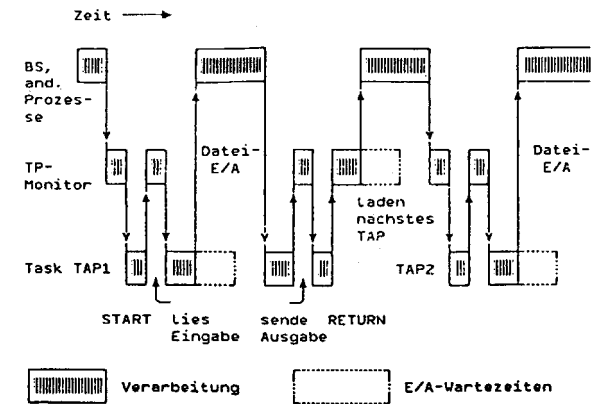 Zeit
BS,
and.
Prozes-
se
Datei-
E/A
Datei-
E/A
TP-
Monitor
Laden
nächstes
TAP
Task TAP1
TAP2
START Lies
Eingabe
sende RETURN
Ausgabe
Verarbeitung
E/A-Wartezeiten